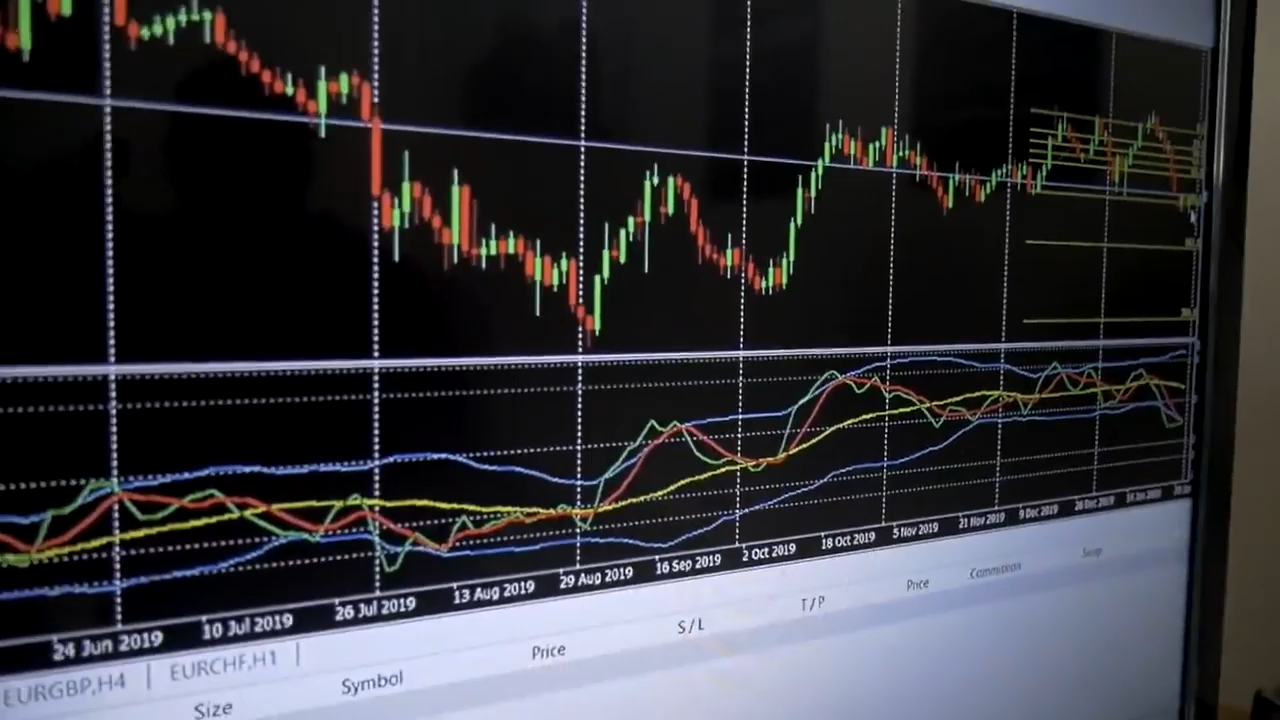 24 Jun 2019 10 Jul 2019 26 Jul 2019 13 Aug 2019 29 Aug 2019 16 Sep 2019 2 Oct 2019 18 Oct 2019 5 Nov 2019 21 Nov 2019 9 Dec 2019 26 Dec 2019
EURGBP,H4 | EURCHF,H1 |
Size Symbol Price S / L T / P Price Commission Swap